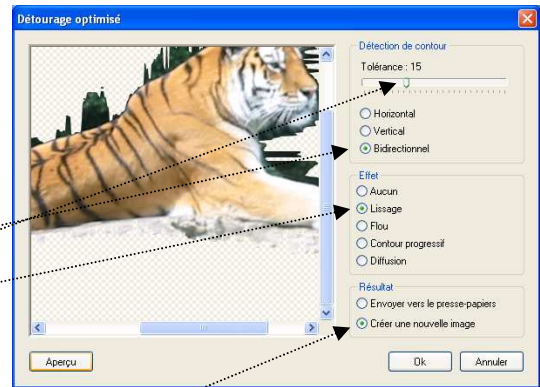 Détourage optimisé
Détection de contour
Tolérance : 15
Horizontal
Vertical
Bidirectionnel
Effet
Aucun
Lissage
Flou
Contour progressif
Diffusion
Résultat
Envoyer vers le presse-papiers
Créer une nouvelle image
Aperçu
Ok
Annuler